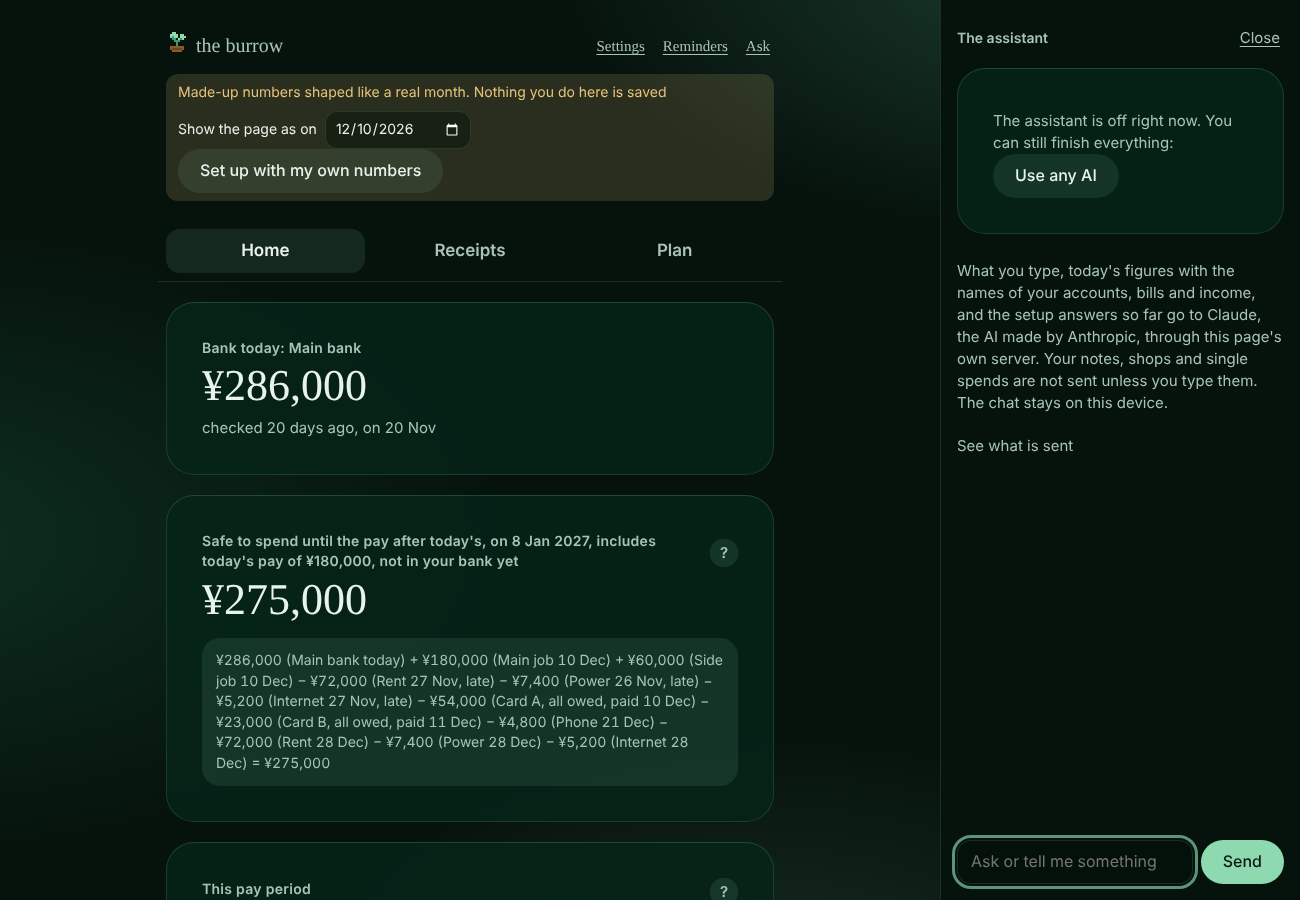 the burrow
Settings
Reminders
Ask
Made-up numbers shaped like a real month. Nothing you do here is saved
Show the page as on
12/10/2026
Set up with my own numbers
Home
Receipts
Plan
Bank today: Main bank
¥286,000
checked 20 days ago, on 20 Nov
Safe to spend until the pay after today's, on 8 Jan 2027, includes
today's pay of ¥180,000, not in your bank yet
?
¥275,000
¥286,000 (Main bank today) + ¥180,000 (Main job 10 Dec) + ¥60,000 (Side
job 10 Dec) − ¥72,000 (Rent 27 Nov, late) − ¥7,400 (Power 26 Nov, late) −
¥5,200 (Internet 27 Nov, late) − ¥54,000 (Card A, all owed, paid 10 Dec) −
¥23,000 (Card B, all owed, paid 11 Dec) − ¥4,800 (Phone 21 Dec) −
¥72,000 (Rent 28 Dec) − ¥7,400 (Power 28 Dec) − ¥5,200 (Internet 28
Dec) = ¥275,000
This pay period
?
The assistant
Close
The assistant is off right now. You
can still finish everything:
Use any AI
What you type, today's figures with the
names of your accounts, bills and income,
and the setup answers so far go to Claude,
the AI made by Anthropic, through this page's
own server. Your notes, shops and single
spends are not sent unless you type them.
The chat stays on this device.
See what is sent
Ask or tell me something
Send